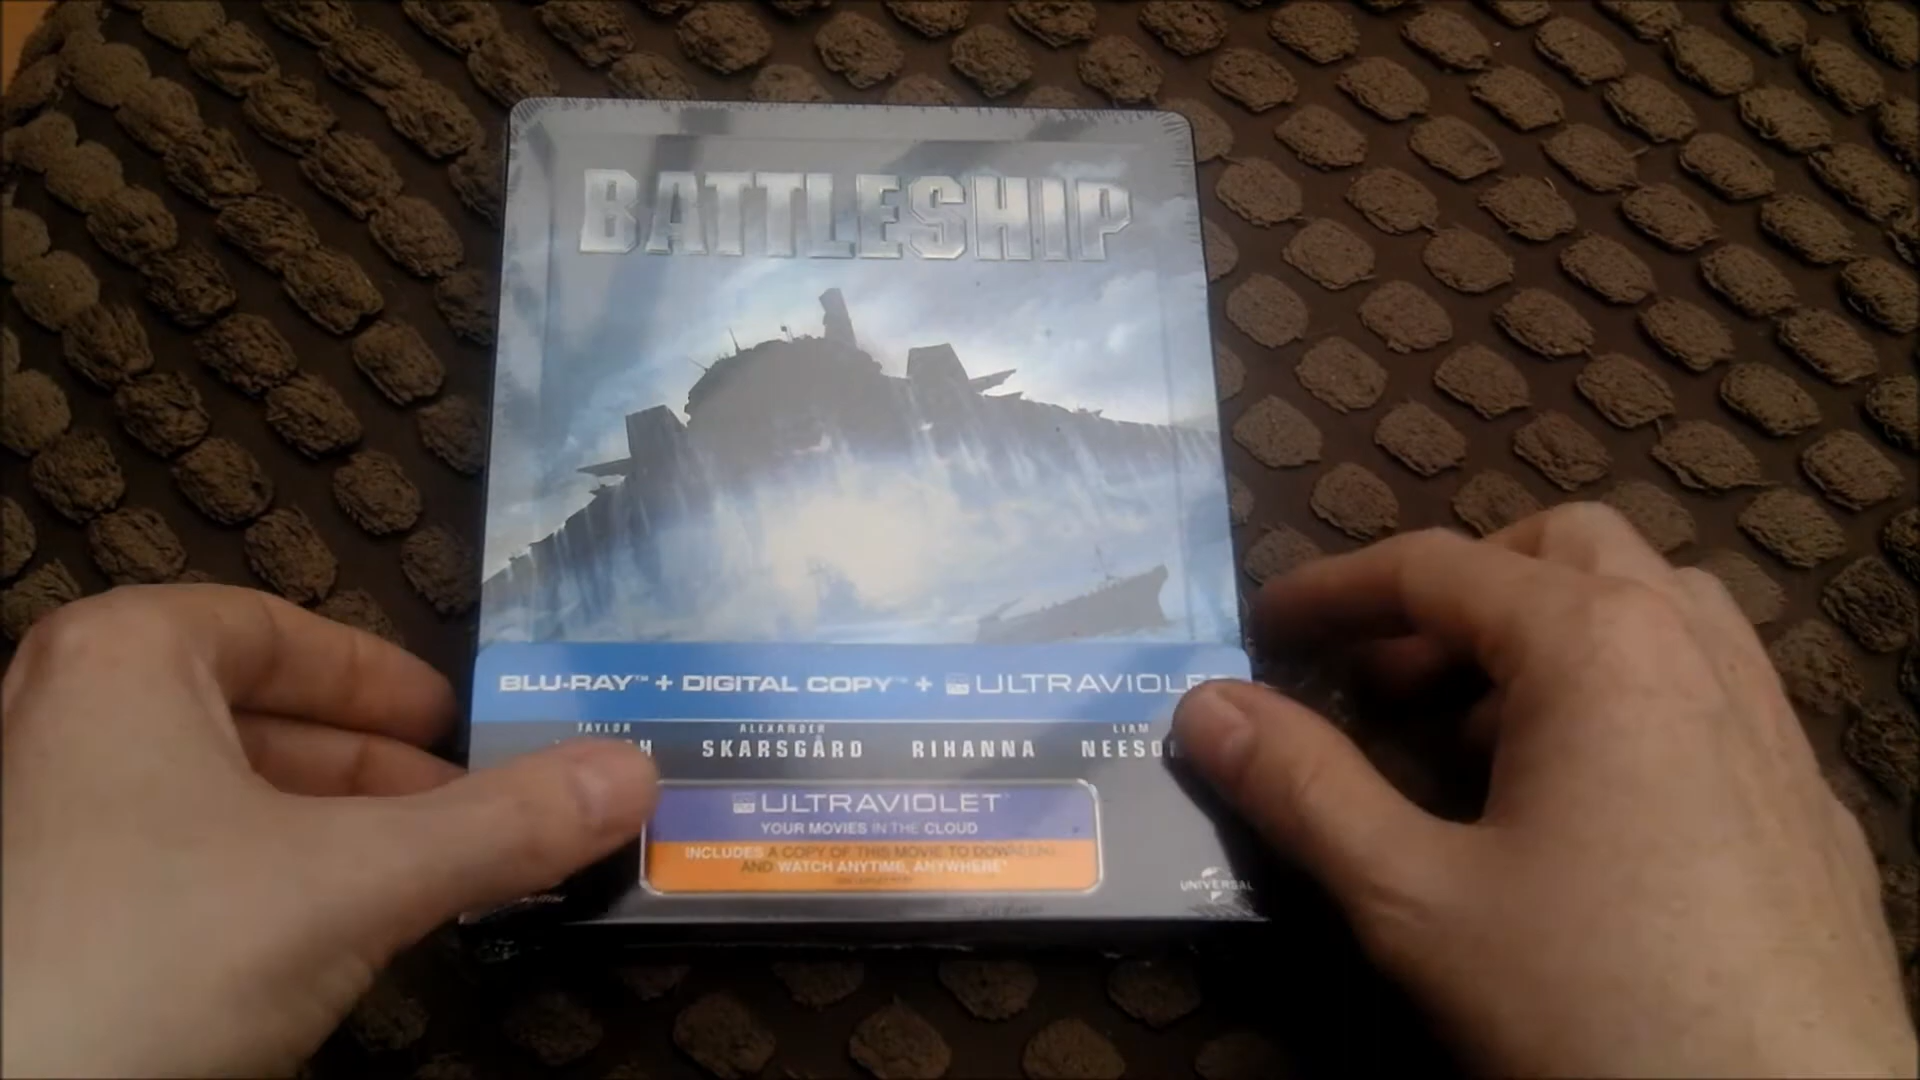 BATTLESHIP
BLU-RAY™ + DIGITAL COPY™ + ULTRAVIOLE
TAYLOR ALEXANDER LIAM
H SKARSGÅRD RIHANNA NEESO
ULTRAVIOLET™
YOUR MOVIES IN THE CLOUD
INCLUDES A COPY OF THIS MOVIE TO DOWNLOAD
AND WATCH ANYTIME, ANYWHERE*
UNIVERSAL